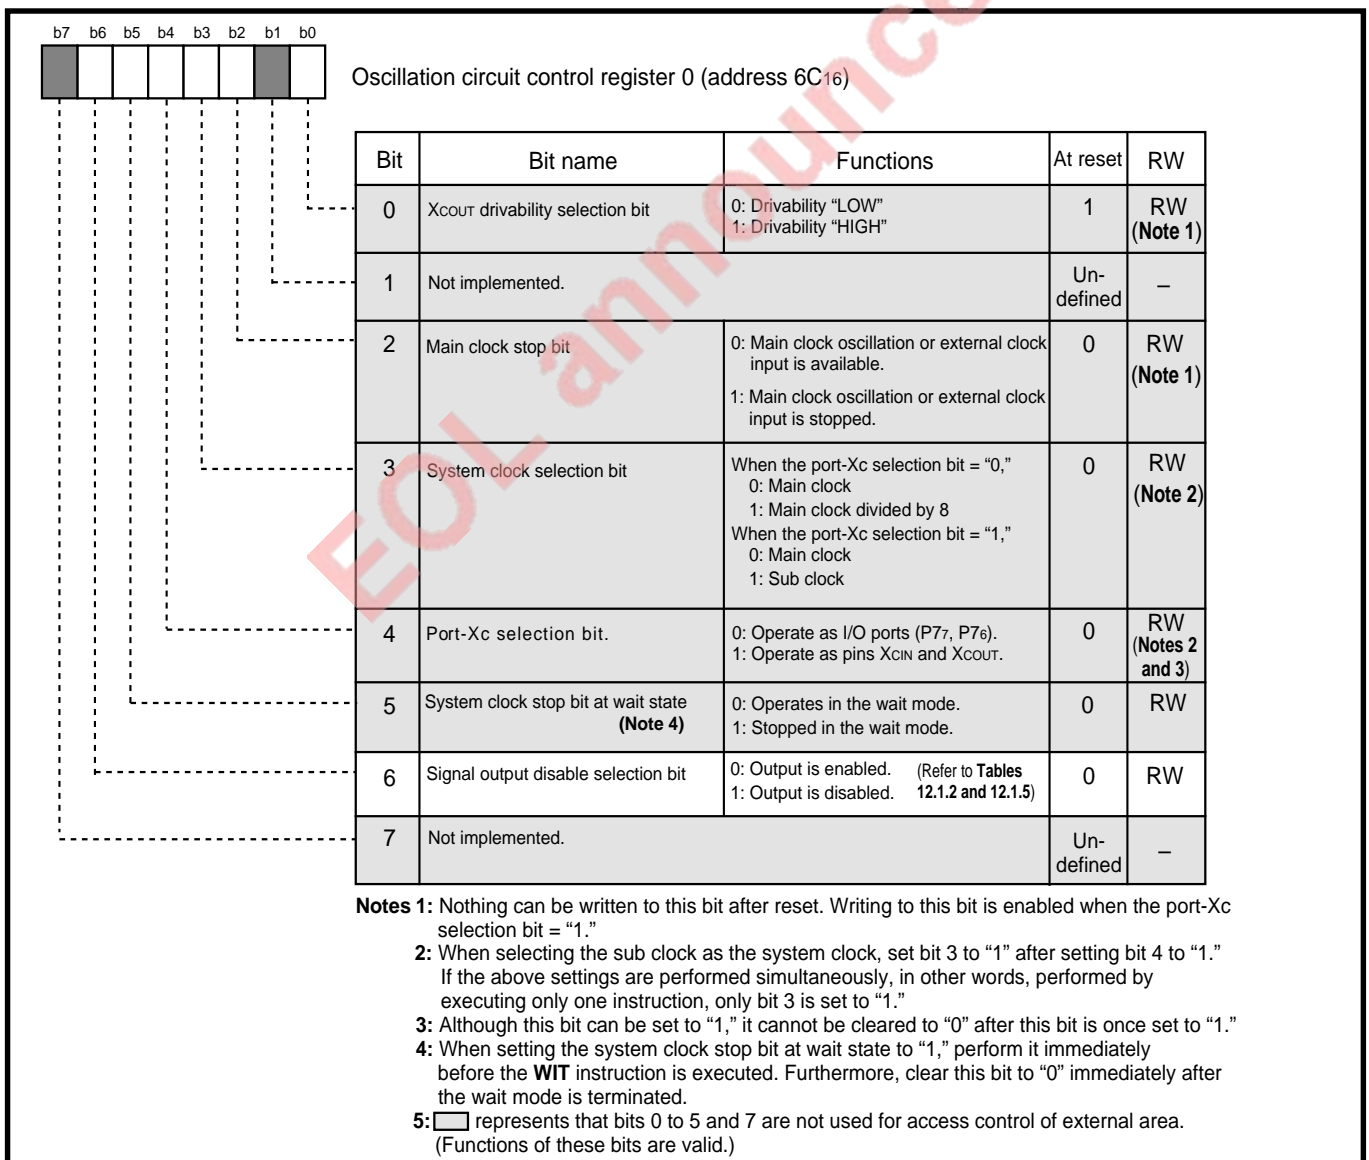 b7 b6 b5 b4 b3 b2 b1 b0
Oscillation circuit control register 0 (address 6C16)
Bit Bit name Functions At reset RW
0 XCOUT drivability selection bit 0: Drivability “LOW” 1 RW
1: Drivability “HIGH” (Note 1)
1 Not implemented. Un-
defined –
2 Main clock stop bit 0: Main clock oscillation or external clock 0 RW
input is available.
(Note 1)
1: Main clock oscillation or external clock
input is stopped.
3 System clock selection bit When the port-Xc selection bit = “0,” 0 RW
0: Main clock (Note 2)
1: Main clock divided by 8
When the port-Xc selection bit = “1,”
0: Main clock
1: Sub clock
4 Port-Xc selection bit. 0: Operate as I/O ports (P77, P76). 0 RW
1: Operate as pins XCIN and XCOUT. (Notes 2
and 3)
5 System clock stop bit at wait state 0: Operates in the wait mode. 0 RW
(Note 4) 1: Stopped in the wait mode.
6 Signal output disable selection bit 0: Output is enabled. (Refer to Tables 0 RW
1: Output is disabled. 12.1.2 and 12.1.5)
7 Not implemented. Un-
defined –
Notes 1: Nothing can be written to this bit after reset. Writing to this bit is enabled when the port-Xc
selection bit = “1.”
2: When selecting the sub clock as the system clock, set bit 3 to “1” after setting bit 4 to “1.”
If the above settings are performed simultaneously, in other words, performed by
executing only one instruction, only bit 3 is set to “1.”
3: Although this bit can be set to “1,” it cannot be cleared to “0” after this bit is once set to “1.”
4: When setting the system clock stop bit at wait state to “1,” perform it immediately
before the WIT instruction is executed. Furthermore, clear this bit to “0” immediately after
the wait mode is terminated.
5: represents that bits 0 to 5 and 7 are not used for access control of external area.
(Functions of these bits are valid.)
EOL announce